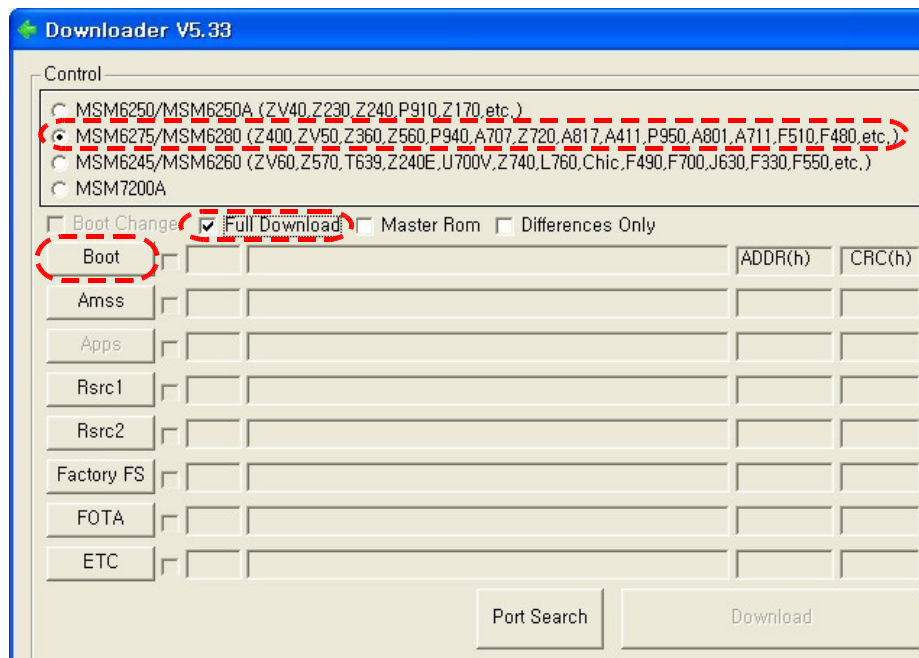 Downloader V5.33
Control
MSM6250/MSM6250A (ZV40,Z230,Z240,P910,Z170,etc,)
MSM6275/MSM6280 (Z400,ZV50,Z360,Z560,P940,A707,Z720,A817,A411,P950,A801,A711,F510,F480,etc,)
MSM6245/MSM6260 (ZV60,Z570,T639,Z240E,U700V,Z740,L760,Chic,F490,F700,J630,F330,F550,etc,)
MSM7200A
Boot Change Full Download Master Rom Differences Only
Boot ADDR(h) CRC(h)
Amss
Apps
Rsrc1
Rsrc2
Factory FS
FOTA
ETC
Port Search Download